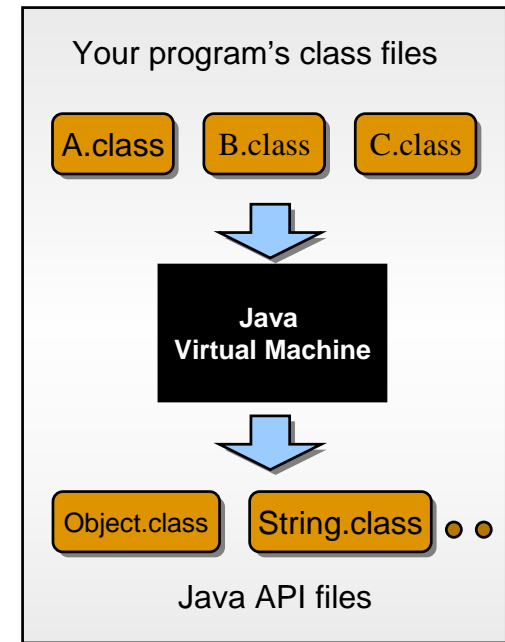 Your program’s class files
A.class B.class C.class
Java
Virtual Machine
Object.class String.class
Java API files